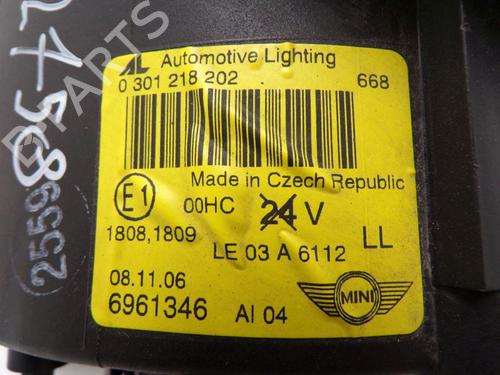 AL Automotive Lighting
0 301 218 202 668
Made in Czech Republic
E1 00HC 24 V
1808,1809 LE 03 A 6112 LL
08.11.06
6961346 AI 04 MINI
B-PARTS